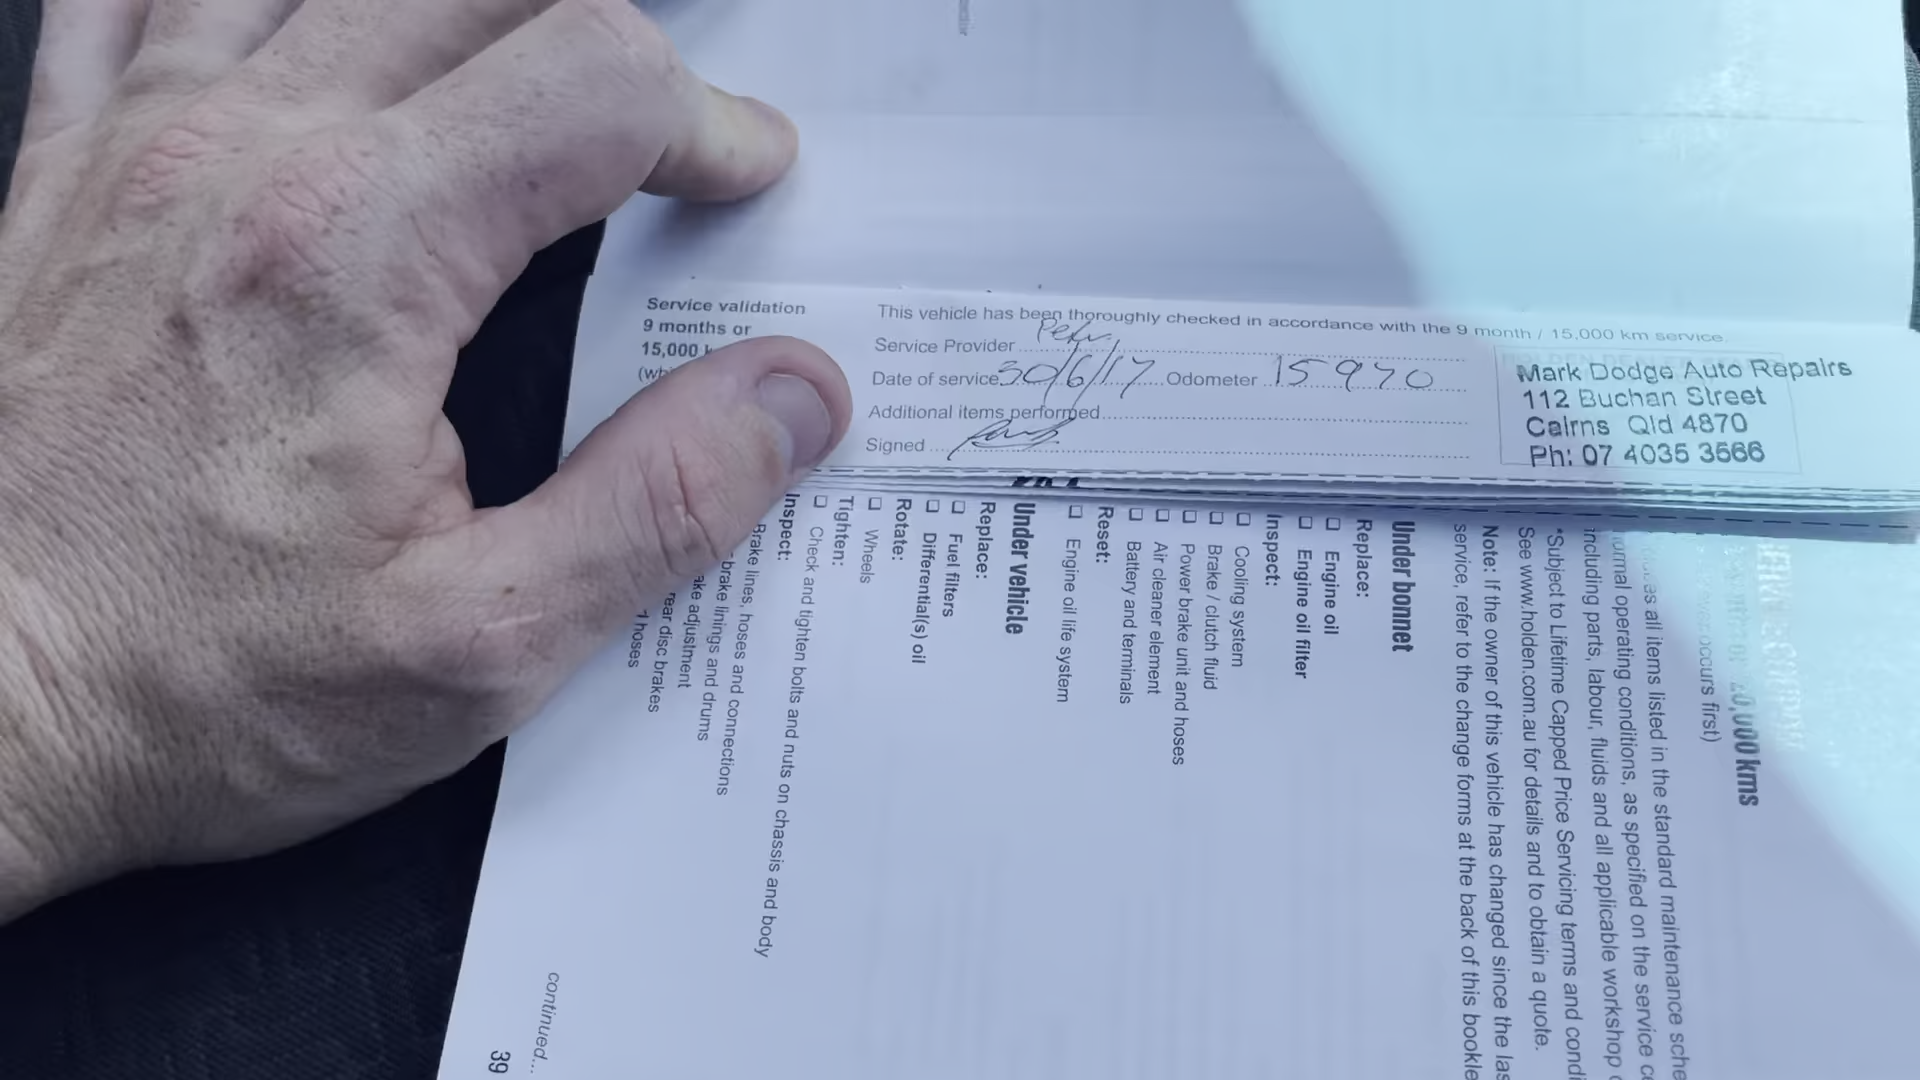 Service validation
9 months or
15,000
This vehicle has been thoroughly checked in accordance with the 9 month / 15,000 km service.
Service Provider Peter
Date of service 30/6/17 Odometer 15970
Additional items performed
Signed
Mark Dodge Auto Repairs
112 Buchan Street
Cairns Qld 4870
Ph: 07 4035 3566
0,000 kms
occurs first)
all items listed in the standard maintenance sche
operating conditions, as specified on the service
including parts, labour, fluids and all applicable workshop
*Subject to Lifetime Capped Price Servicing terms and condi
See www.holden.com.au for details and to obtain a quote.
Note: If the owner of this vehicle has changed since the las
service, refer to the change forms at the back of this bookle
Under bonnet
Replace:
Engine oil
Engine oil filter
Inspect:
Cooling system
Brake / clutch fluid
Power brake unit and hoses
Air cleaner element
Battery and terminals
Reset:
Engine oil life system
Under vehicle
Replace:
Fuel filters
Differential(s) oil
Rotate:
Wheels
Tighten:
Check and tighten bolts and nuts on chassis and body
Inspect:
Brake lines, hoses and connections
brake linings and drums
ake adjustment
rear disc brakes
hoses
continued...
39